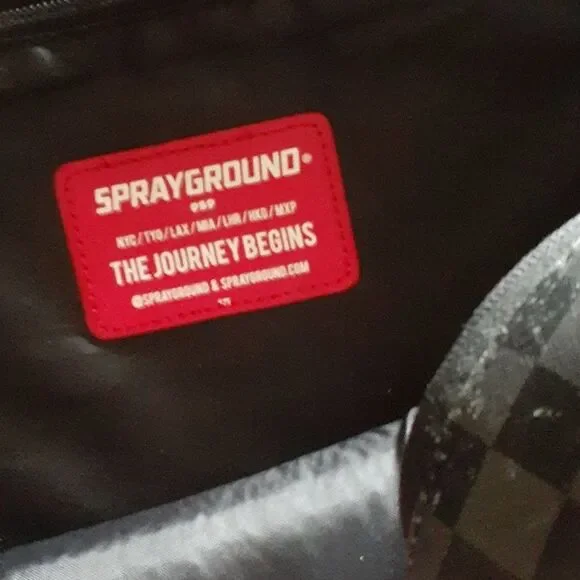 SPRAYGROUND®
NYC/TYO/LAX/MIA/LHR/HKG/MXP
THE JOURNEY BEGINS
@SPRAYGROUND & SPRAYGROUND.COM